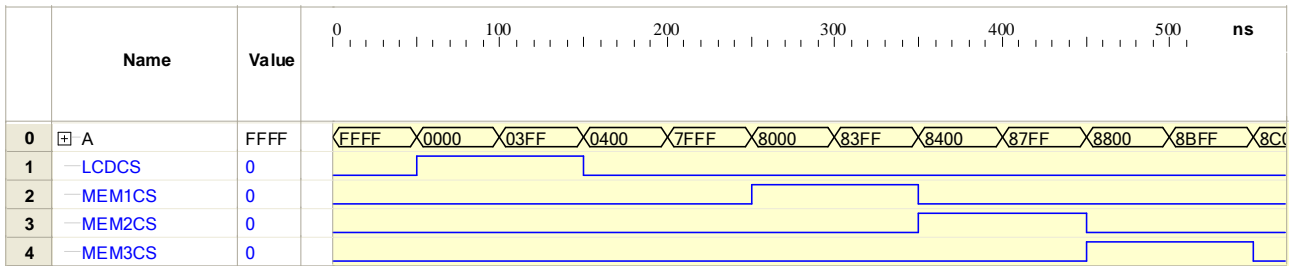 0 100 200 300 400 500 ns
Name Value
0 A FFFF FFFF 0000 03FF 0400 7FFF 8000 83FF 8400 87FF 8800 8BFF
1 LCDCS 0
2 MEM1CS 0
3 MEM2CS 0
4 MEM3CS 0